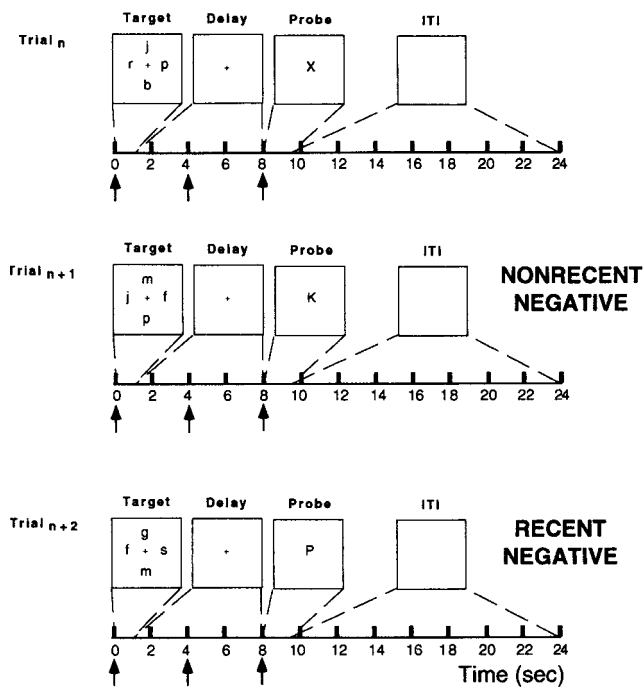 Target Delay Probe ITI
Trial n
j
r + p
b
+
X
0 2 4 6 8 10 12 14 16 18 20 22 24
Target Delay Probe ITI
Trial n+1
m
j + f
p
+
K
NONRECENT
NEGATIVE
0 2 4 6 8 10 12 14 16 18 20 22 24
Target Delay Probe ITI
Trial n+2
g
f + s
m
+
P
RECENT
NEGATIVE
0 2 4 6 8 10 12 14 16 18 20 22 24
Time (sec)